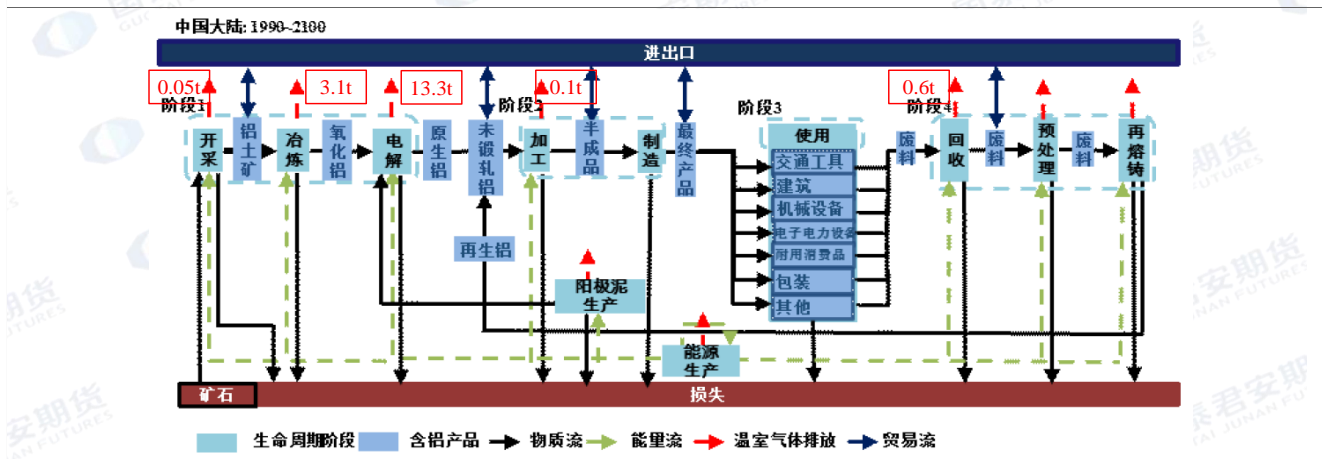 中国大陆: 1990~2100
进出口
0.05t
3.1t
13.3t
0.1t
0.6t
阶段1
阶段2
阶段3
阶段4
开采
铝土矿
冶炼
氧化铝
电解
原生铝
未锻轧铝
加工
半成品
制造
最终产品
使用
交通工具
建筑
机械设备
电子电力设备
耐用消费品
包装
其他
废料
回收
废料
预处理
废料
再熔铸
再生铝
阳极泥
生产
能源
生产
矿石
损失
生命周期阶段
含铝产品
物质流
能量流
温室气体排放
贸易流